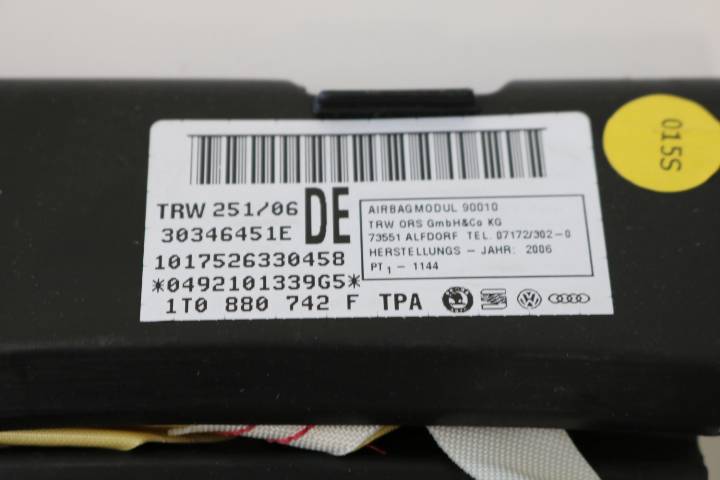 TRW 251/06 DE
30346451E
1017526330458
*0492101339G5*
1T0 880 742 F TPA
AIRBAGMODUL 90010
TRW ORS GmbH&Co KG
73551 ALFDORF TEL. 07172/302-0
HERSTELLUNGS - JAHR: 2006
PT1 - 1144
015S